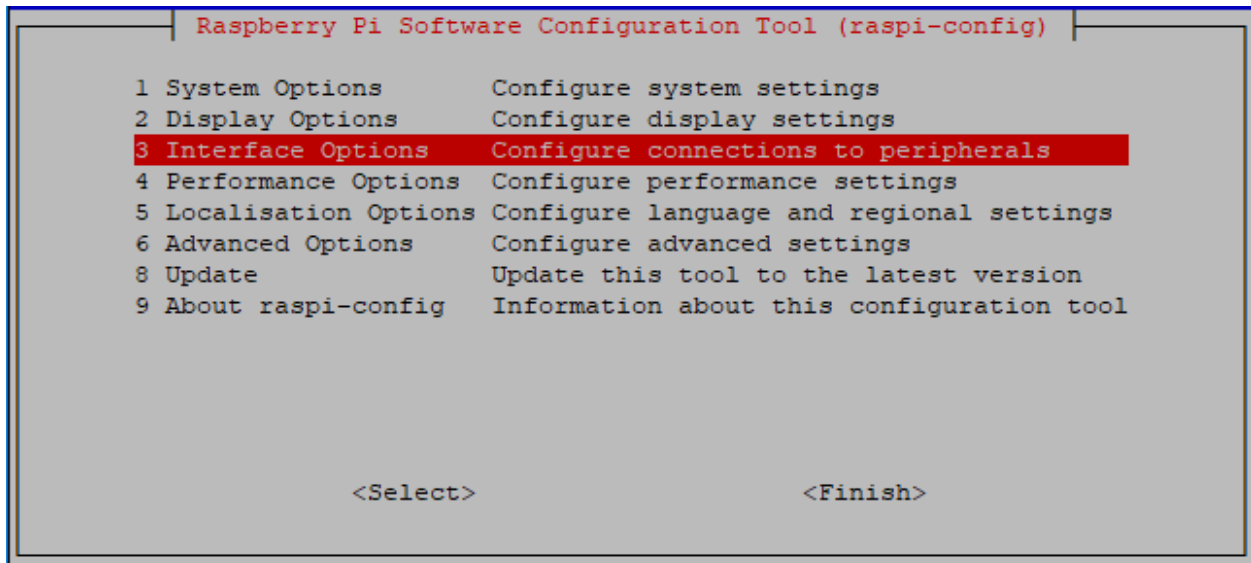 Raspberry Pi Software Configuration Tool (raspi-config)
1 System Options Configure system settings
2 Display Options Configure display settings
3 Interface Options Configure connections to peripherals
4 Performance Options Configure performance settings
5 Localisation Options Configure language and regional settings
6 Advanced Options Configure advanced settings
8 Update Update this tool to the latest version
9 About raspi-config Information about this configuration tool
<Select> <Finish>